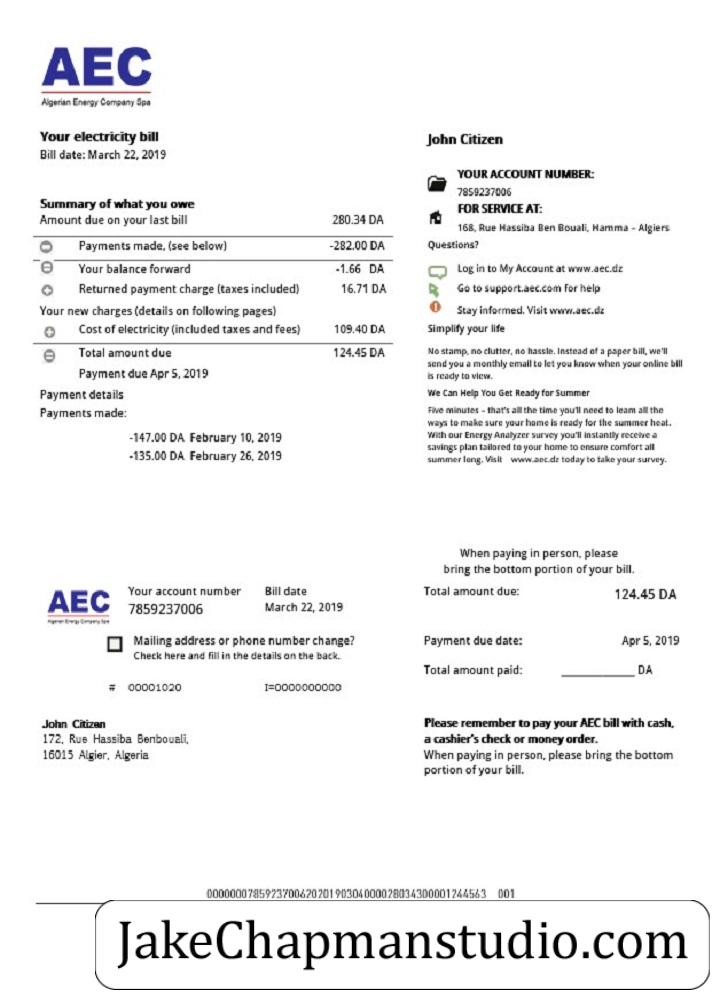 AEC
Algerian Energy Company Spa
Your electricity bill
Bill date: March 22, 2019
Summary of what you owe
Amount due on your last bill 280.34 DA
Payments made, (see below) -282.00 DA
Your balance forward -1.66 DA
Returned payment charge (taxes included) 16.71 DA
Your new charges (details on following pages)
Cost of electricity (included taxes and fees) 109.40 DA
Total amount due 124.45 DA
Payment due Apr 5, 2019
Payment details
Payments made:
-147.00 DA February 10, 2019
-135.00 DA February 26, 2019
John Citizen
YOUR ACCOUNT NUMBER:
7859237006
FOR SERVICE AT:
168, Rue Hassiba Ben Bouali, Hamma - Algiers
Questions?
Log in to My Account at www.aec.dz
Go to support.aec.com for help
Stay informed. Visit www.aec.dz
Simplify your life
No stamp, no clutter, no hassle. Instead of a paper bill, we'll
send you a monthly email to let you know when your online bill
is ready to view.
We Can Help You Get Ready for Summer
Five minutes - that's all the time you'll need to learn all the
ways to make sure your home is ready for the summer heat.
With our Energy Analyzer survey you'll instantly receive a
savings plan tailored to your home to ensure comfort all
summer long. Visit www.aec.dz today to take your survey.
AEC
Algerian Energy Company Spa
Your account number Bill date
7859237006 March 22, 2019
Mailing address or phone number change?
Check here and fill in the details on the back.
# 00001020 I=0000000000
John Citizen
172, Rue Hassiba Benbouali,
16015 Algier, Algeria
When paying in person, please
bring the bottom portion of your bill.
Total amount due: 124.45 DA
Payment due date: Apr 5, 2019
Total amount paid: ____________ DA
Please remember to pay your AEC bill with cash,
a cashier's check or money order.
When paying in person, please bring the bottom
portion of your bill.
000000078592370062020190304000028034300001244563 001
JakeChapmanstudio.com